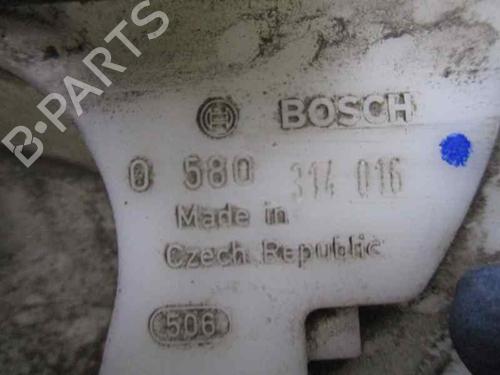 B-PARTS
BOSCH
0 580 314 016
Made in
Czech Republic
506